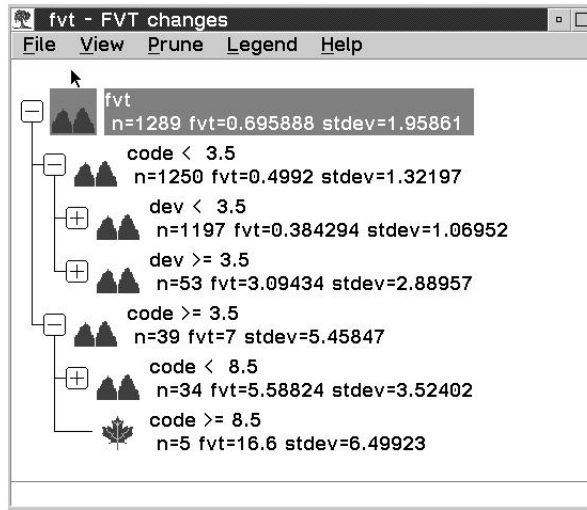 fvt - FVT changes
File View Prune Legend Help
fvt
n=1289 fvt=0.695888 stdev=1.95861
code < 3.5
n=1250 fvt=0.4992 stdev=1.32197
dev < 3.5
n=1197 fvt=0.384294 stdev=1.06952
dev >= 3.5
n=53 fvt=3.09434 stdev=2.88957
code >= 3.5
n=39 fvt=7 stdev=5.45847
code < 8.5
n=34 fvt=5.58824 stdev=3.52402
code >= 8.5
n=5 fvt=16.6 stdev=6.49923